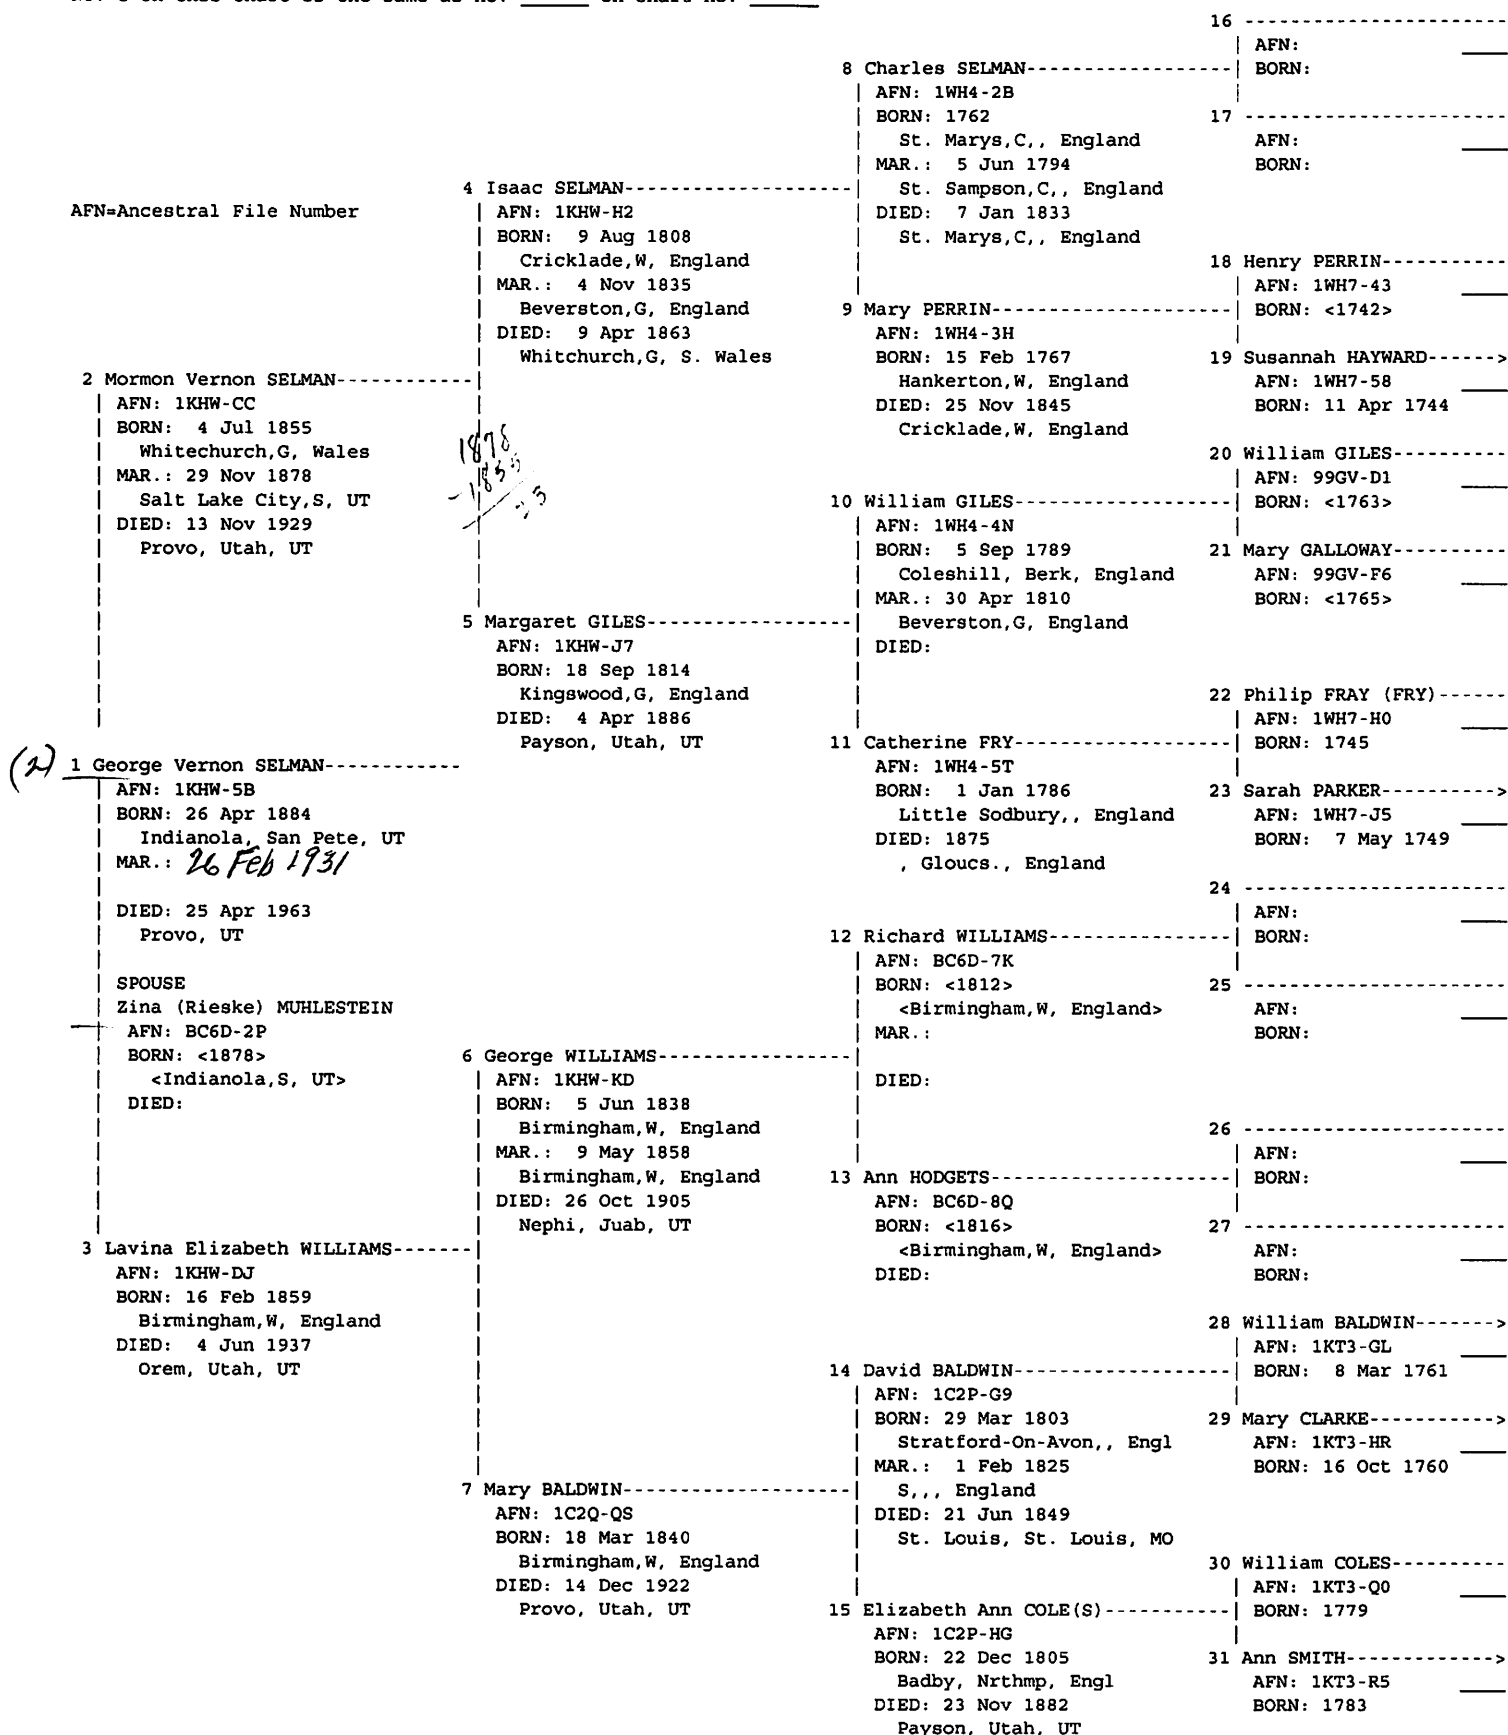 16 ----------------------
AFN: ____
BORN:
8 Charles SELMAN-----------------
AFN: 1WH4-2B
BORN: 1762
St. Marys,C,, England
MAR.: 5 Jun 1794
St. Sampson,C,, England
DIED: 7 Jan 1833
St. Marys,C,, England
17 ----------------------
AFN: ____
BORN:
4 Isaac SELMAN-------------------
AFN: 1KHW-H2
BORN: 9 Aug 1808
Cricklade,W, England
MAR.: 4 Nov 1835
Beverston,G, England
DIED: 9 Apr 1863
Whitchurch,G, S. Wales
AFN=Ancestral File Number
18 Henry PERRIN-----------
AFN: 1WH7-43 ____
BORN: <1742>
9 Mary PERRIN--------------------
AFN: 1WH4-3H
BORN: 15 Feb 1767
Hankerton,W, England
DIED: 25 Nov 1845
Cricklade,W, England
19 Susannah HAYWARD------>
AFN: 1WH7-58 ____
BORN: 11 Apr 1744
2 Mormon Vernon SELMAN------------
AFN: 1KHW-CC
BORN: 4 Jul 1855
Whitechurch,G, Wales
MAR.: 29 Nov 1878
Salt Lake City,S, UT
DIED: 13 Nov 1929
Provo, Utah, UT
1878
-1855
23
20 William GILES----------
AFN: 99GV-D1 ____
BORN: <1763>
10 William GILES------------------
AFN: 1WH4-4N
BORN: 5 Sep 1789
Coleshill, Berk, England
MAR.: 30 Apr 1810
Beverston,G, England
DIED:
21 Mary GALLOWAY----------
AFN: 99GV-F6 ____
BORN: <1765>
5 Margaret GILES-----------------
AFN: 1KHW-J7
BORN: 18 Sep 1814
Kingswood,G, England
DIED: 4 Apr 1886
Payson, Utah, UT
22 Philip FRAY (FRY)------
AFN: 1WH7-H0 ____
BORN: 1745
11 Catherine FRY------------------
AFN: 1WH4-5T
BORN: 1 Jan 1786
Little Sodbury,, England
DIED: 1875
, Gloucs., England
23 Sarah PARKER---------->
AFN: 1WH7-J5 ____
BORN: 7 May 1749
(2) 1 George Vernon SELMAN------------
AFN: 1KHW-5B
BORN: 26 Apr 1884
Indianola, San Pete, UT
MAR.: 26 Feb 1931
DIED: 25 Apr 1963
Provo, UT
SPOUSE
Zina (Rieske) MUHLESTEIN
AFN: BC6D-2P
BORN: <1878>
<Indianola,S, UT>
DIED:
24 ----------------------
AFN: ____
BORN:
12 Richard WILLIAMS---------------
AFN: BC6D-7K
BORN: <1812>
<Birmingham,W, England>
MAR.:
DIED:
25 ----------------------
AFN: ____
BORN:
6 George WILLIAMS----------------
AFN: 1KHW-KD
BORN: 5 Jun 1838
Birmingham,W, England
MAR.: 9 May 1858
Birmingham,W, England
DIED: 26 Oct 1905
Nephi, Juab, UT
26 ----------------------
AFN: ____
BORN:
13 Ann HODGETS--------------------
AFN: BC6D-8Q
BORN: <1816>
<Birmingham,W, England>
DIED:
27 ----------------------
AFN: ____
BORN:
3 Lavina Elizabeth WILLIAMS-------
AFN: 1KHW-DJ
BORN: 16 Feb 1859
Birmingham,W, England
DIED: 4 Jun 1937
Orem, Utah, UT
28 William BALDWIN------->
AFN: 1KT3-GL ____
BORN: 8 Mar 1761
14 David BALDWIN------------------
AFN: 1C2P-G9
BORN: 29 Mar 1803
Stratford-On-Avon,, Engl
MAR.: 1 Feb 1825
S,,, England
DIED: 21 Jun 1849
St. Louis, St. Louis, MO
29 Mary CLARKE----------->
AFN: 1KT3-HR ____
BORN: 16 Oct 1760
7 Mary BALDWIN-------------------
AFN: 1C2Q-QS
BORN: 18 Mar 1840
Birmingham,W, England
DIED: 14 Dec 1922
Provo, Utah, UT
30 William COLES----------
AFN: 1KT3-Q0 ____
BORN: 1779
15 Elizabeth Ann COLE(S)-----------
AFN: 1C2P-HG
BORN: 22 Dec 1805
Badby, Nrthmp, Engl
DIED: 23 Nov 1882
Payson, Utah, UT
31 Ann SMITH------------->
AFN: 1KT3-R5 ____
BORN: 1783